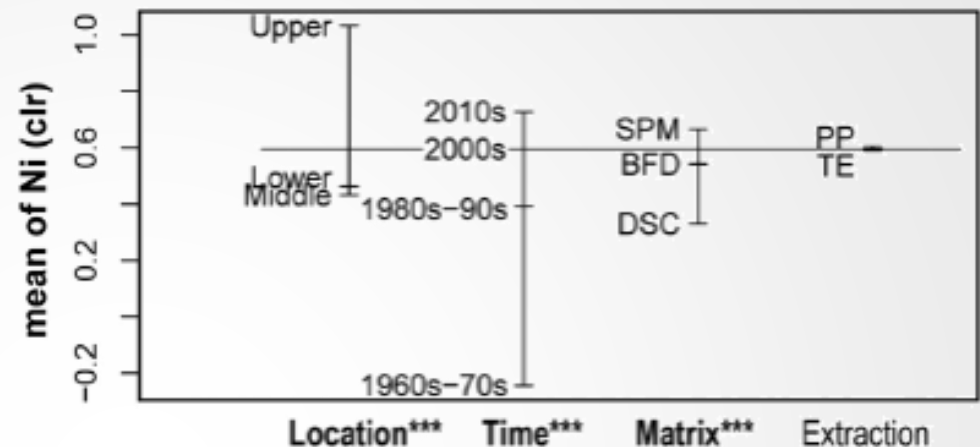 mean of Ni (clr)
1.0
0.6
0.2
−0.2
Upper
Lower
Middle
2010s
2000s
1980s−90s
1960s−70s
SPM
BFD
DSC
PP
TE
Location*** Time*** Matrix*** Extraction